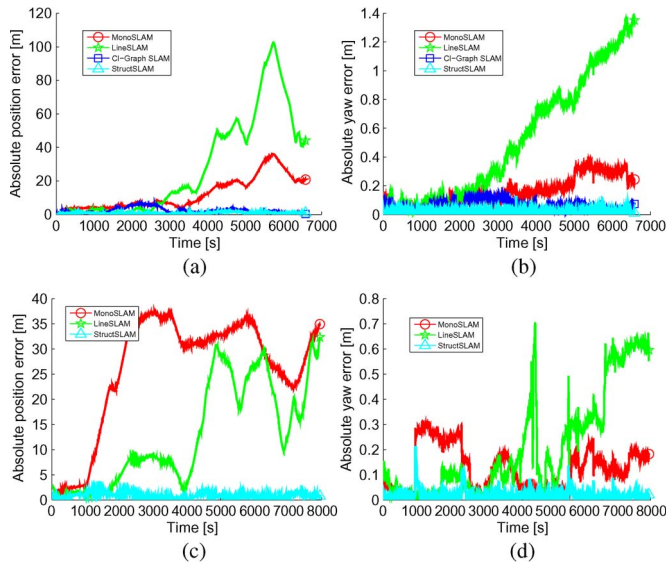 120
100
80
60
40
20
0
Absolute position error [m]
MonoSLAM
LineSLAM
CI-Graph SLAM
StructSLAM
0 1000 2000 3000 4000 5000 6000 7000
Time [s]
(a)
1.4
1.2
1
0.8
0.6
0.4
0.2
0
Absolute yaw error [m]
MonoSLAM
LineSLAM
CI-Graph SLAM
StructSLAM
0 1000 2000 3000 4000 5000 6000 7000
Time [s]
(b)
40
35
30
25
20
15
10
5
0
Absolute position error [m]
MonoSLAM
LineSLAM
StructSLAM
0 1000 2000 3000 4000 5000 6000 7000 8000
Time [s]
(c)
0.8
0.7
0.6
0.5
0.4
0.3
0.2
0.1
0
Absolute yaw error [m]
MonoSLAM
LineSLAM
StructSLAM
0 1000 2000 3000 4000 5000 6000 7000 8000
Time [s]
(d)